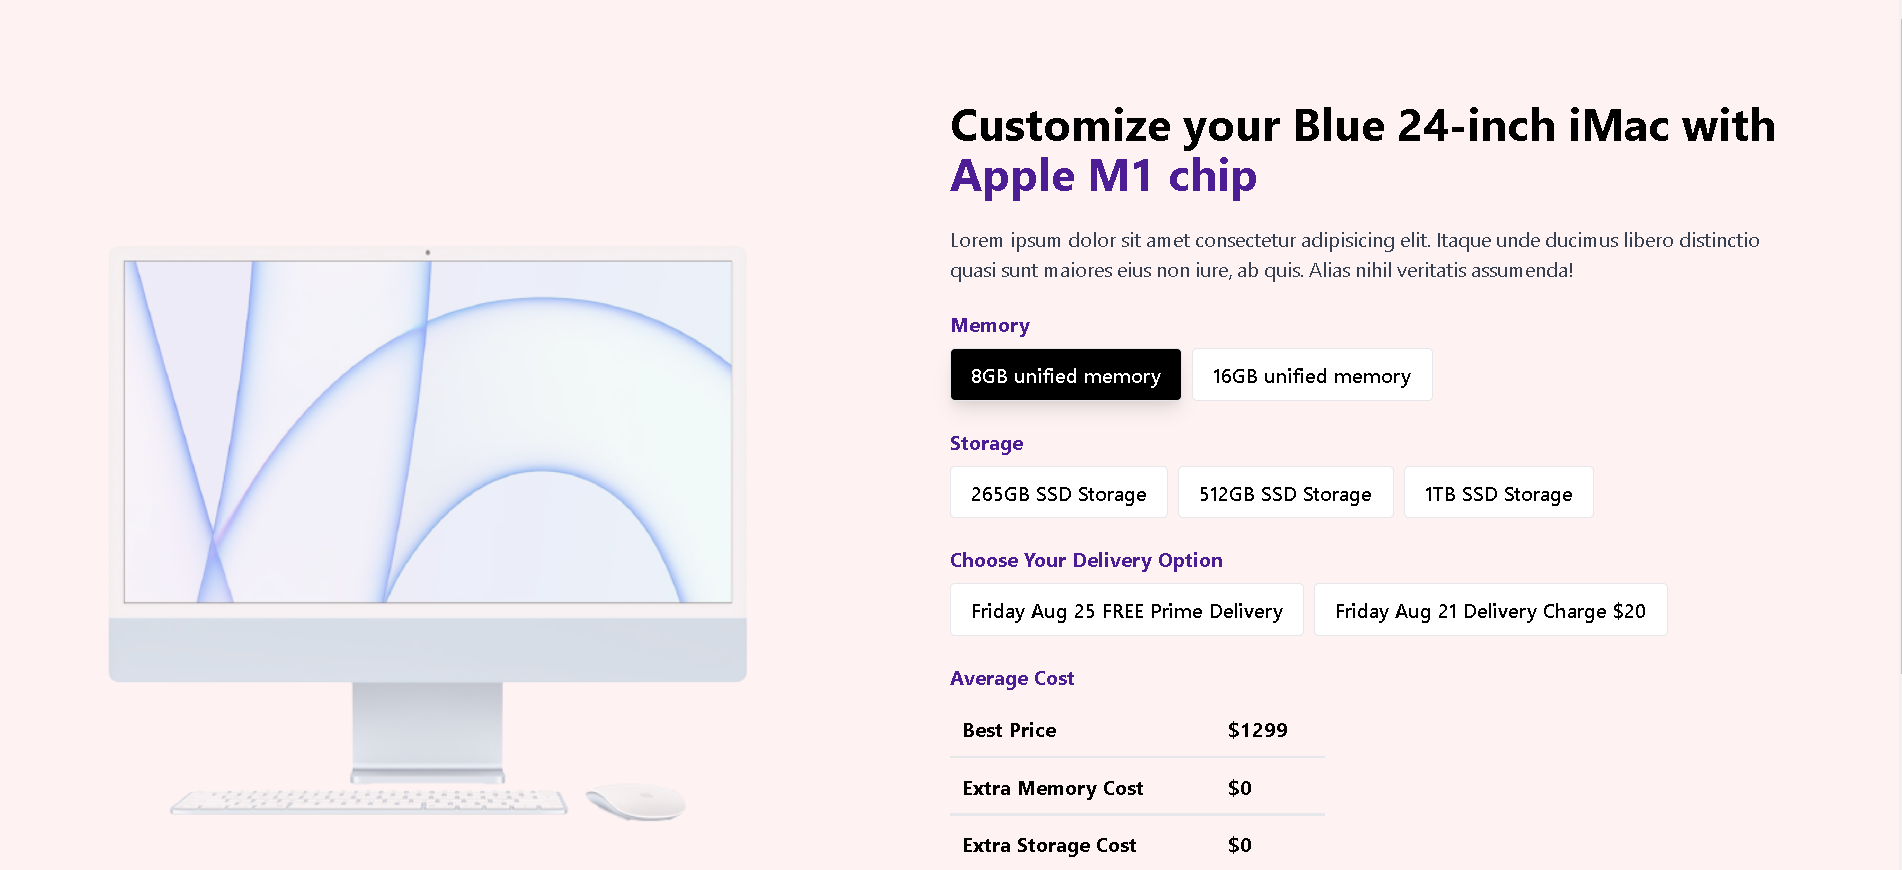 Customize your Blue 24-inch iMac with
Apple M1 chip
Lorem ipsum dolor sit amet consectetur adipisicing elit. Itaque unde ducimus libero distinctio
quasi sunt maiores eius non iure, ab quis. Alias nihil veritatis assumenda!
Memory
8GB unified memory
16GB unified memory
Storage
265GB SSD Storage
512GB SSD Storage
1TB SSD Storage
Choose Your Delivery Option
Friday Aug 25 FREE Prime Delivery
Friday Aug 21 Delivery Charge $20
Average Cost
Best Price $1299
Extra Memory Cost $0
Extra Storage Cost $0